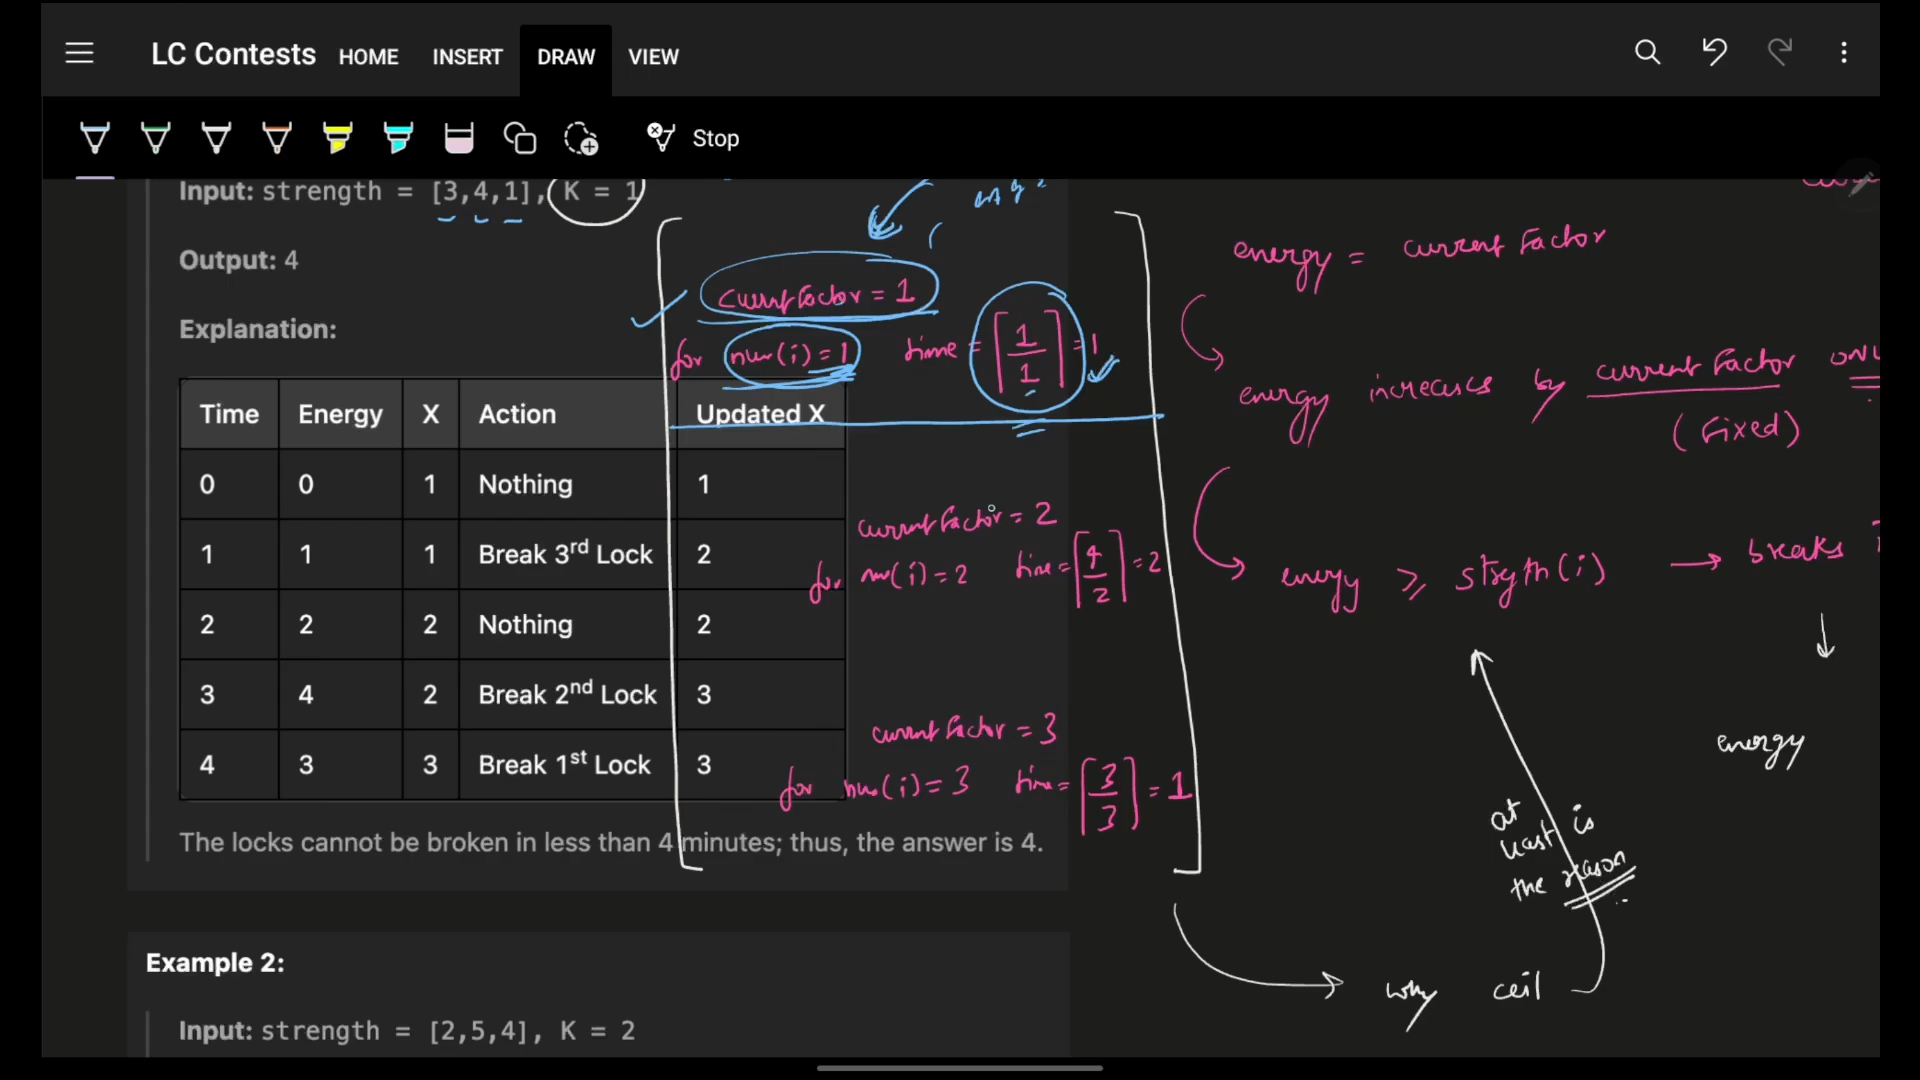 LC Contests HOME INSERT DRAW VIEW
Stop
Input: strength = [3,4,1], K = 1
Output: 4
Explanation:
currentfactor = 1
for num(i) = 1 time = ⌈1/1⌉ = 1
Time Energy X Action Updated X
0 0 1 Nothing 1
1 1 1 Break 3rd Lock 2
2 2 2 Nothing 2
3 4 2 Break 2nd Lock 3
4 3 3 Break 1st Lock 3
current factor = 2
for num(i) = 2 time = ⌈4/2⌉ = 2
current factor = 3
for num(i) = 3 time = ⌈3/3⌉ = 1
The locks cannot be broken in less than 4 minutes; thus, the answer is 4.
Example 2:
Input: strength = [2,5,4], K = 2
energy = current factor
energy increases by current factor
(fixed)
energy ≥ → breaks
energy
at
least is
the reason
why ceil